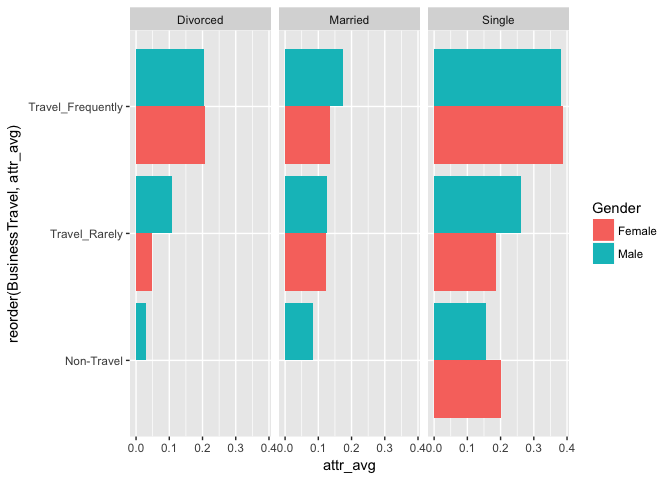 Divorced Married Single
Travel_Frequently
Travel_Rarely
Non-Travel
reorder(BusinessTravel, attr_avg)
0.0 0.1 0.2 0.3 0.4 0.0 0.1 0.2 0.3 0.4 0.0 0.1 0.2 0.3 0.4
attr_avg
Gender
Female
Male